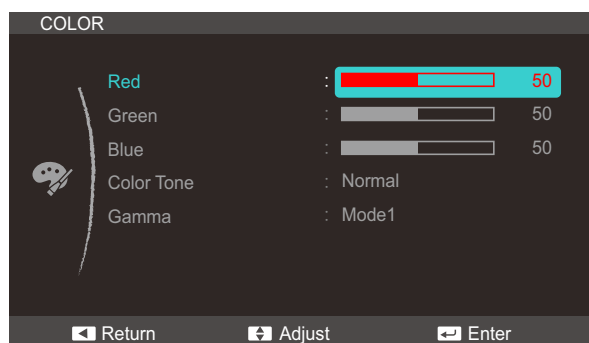 COLOR
Red : 50
Green : 50
Blue : 50
Color Tone : Normal
Gamma : Mode1
Return Adjust Enter